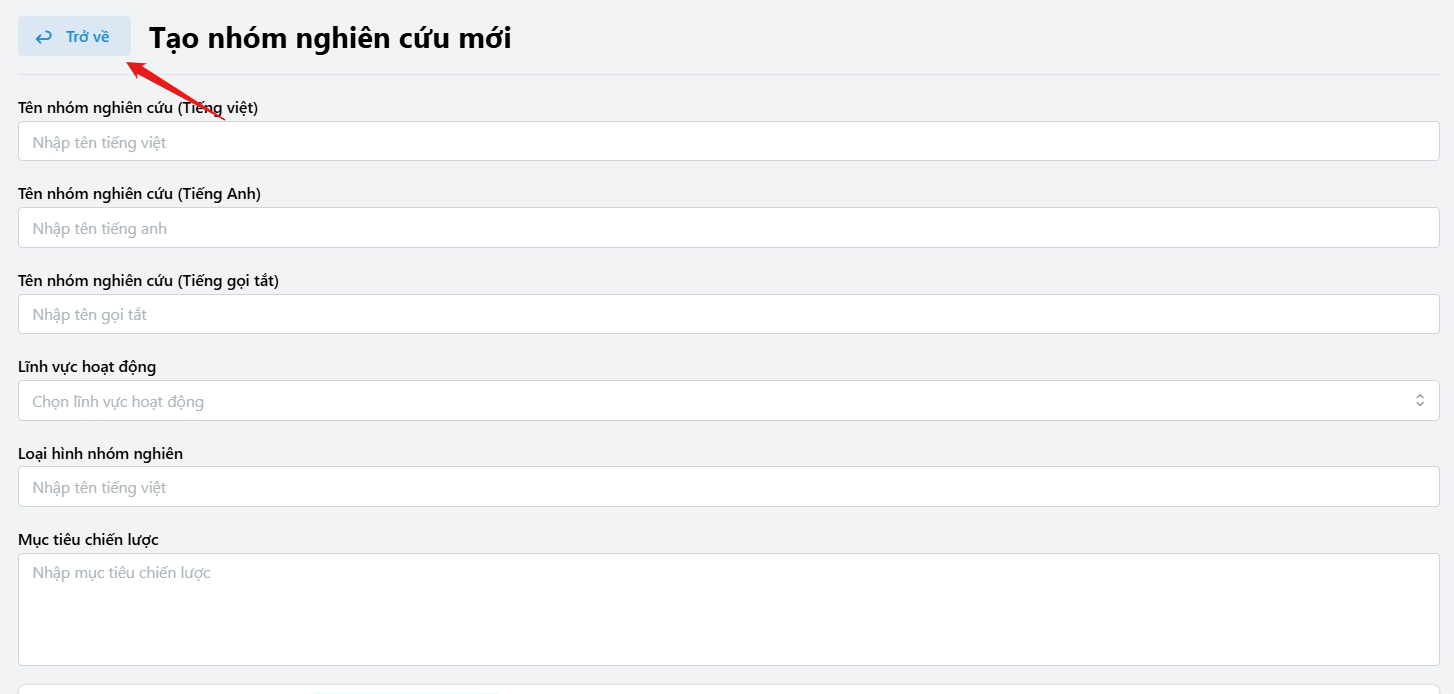 Trở về
Tạo nhóm nghiên cứu mới
Tên nhóm nghiên cứu (Tiếng việt)
Nhập tên tiếng việt
Tên nhóm nghiên cứu (Tiếng Anh)
Nhập tên tiếng anh
Tên nhóm nghiên cứu (Tiếng gọi tắt)
Nhập tên gọi tắt
Lĩnh vực hoạt động
Chọn lĩnh vực hoạt động
Loại hình nhóm nghiên
Nhập tên tiếng việt
Mục tiêu chiến lược
Nhập mục tiêu chiến lược